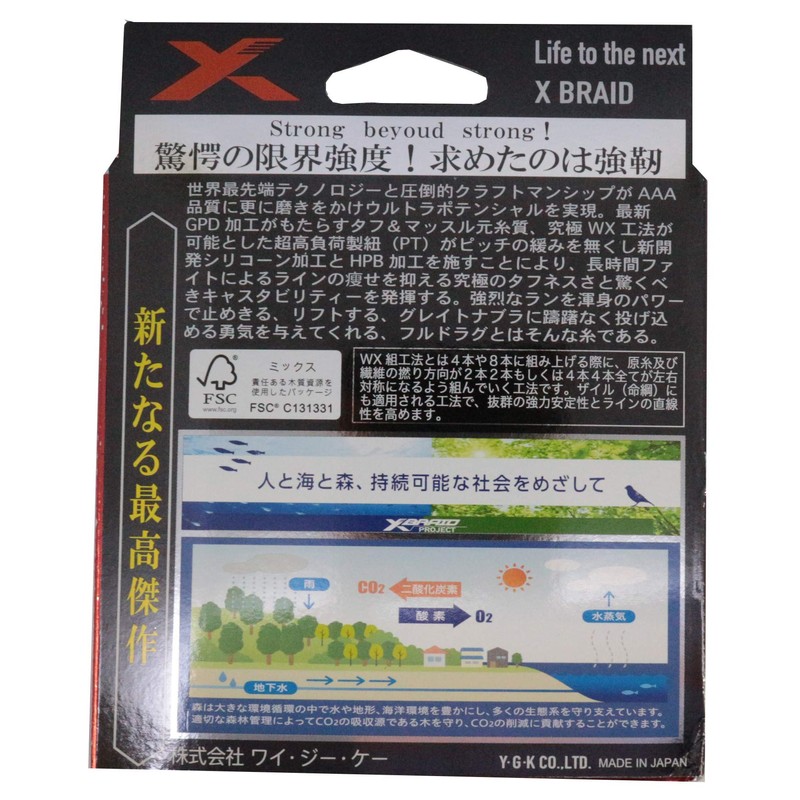 Life to the next
X BRAID
Strong beyoud strong!
驚愕の限界強度!求めたのは強靭
世界最先端テクノロジーと圧倒的クラフトマンシップがAAA
品質に更に磨きをかけウルトラポテンシャルを実現。最新
GPD加工がもたらすタフ&マッスル元糸質、究極WX工法が
可能とした超高負荷製紐(PT)がピッチの緩みを無くし新開
発シリコーン加工とHPB加工を施すことにより、長時間ファ
イトによるラインの痩せを抑える究極のタフネスさと驚くべ
きキャスタビリティーを発揮する。強烈なランを渾身のパワー
で止めきる、リフトする、グレイトナブラに躊躇なく投げ込
める勇気を与えてくれる、フルドラグとはそんな糸である。
新たなる最高傑作
FSC
www.fsc.org
ミックス
責任ある木質資源を
使用したパッケージ
FSC® C131331
WX組工法とは4本や8本に組み上げる際に、原糸及び
繊維の撚り方向が2本2本もしくは4本4本全てが左右
対称になるよう組んでいく工法です。ザイル(命綱)に
も適用される工法で、抜群の強力安定性とラインの直線
性を高めます。
人と海と森、持続可能な社会をめざして
XBRAID
PROJECT
雨
CO2
二酸化炭素
酸素
O2
水蒸気
地下水
森は大きな環境循環の中で水や地形、海洋環境を豊かにし、多くの生態系を守り支えています。
適切な森林管理によってCO2の吸収源である木を守り、CO2の削減に貢献することができます。
株式会社 ワイ・ジー・ケー
Y·G·K CO.,LTD. MADE IN JAPAN